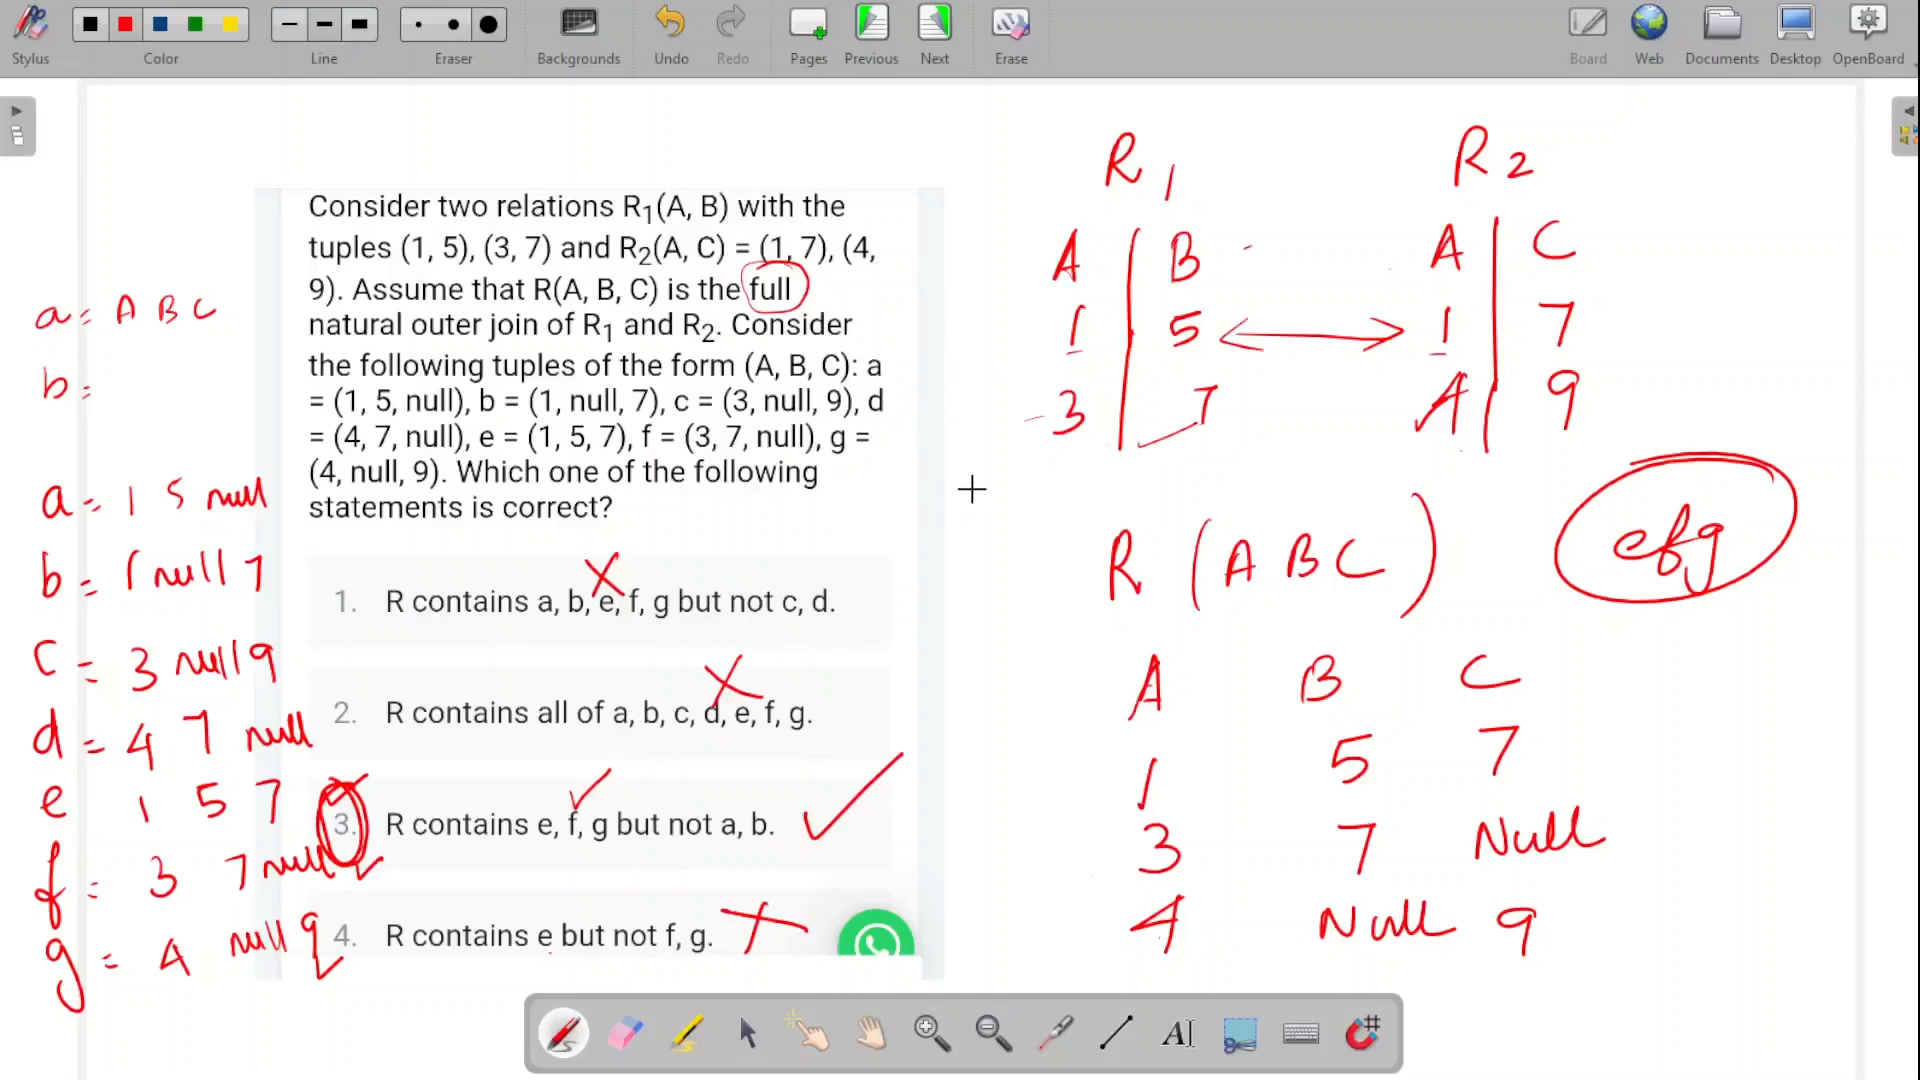 Stylus
Color
Line
Eraser
Backgrounds
Undo
Redo
Pages
Previous
Next
Erase
Board
Web
Documents
Desktop
OpenBoard
Consider two relations R1(A, B) with the
tuples (1, 5), (3, 7) and R2(A, C) = (1, 7), (4,
9). Assume that R(A, B, C) is the full
natural outer join of R1 and R2. Consider
the following tuples of the form (A, B, C): a
= (1, 5, null), b = (1, null, 7), c = (3, null, 9), d
= (4, 7, null), e = (1, 5, 7), f = (3, 7, null), g =
(4, null, 9). Which one of the following
statements is correct?
1. R contains a, b, e, f, g but not c, d.
2. R contains all of a, b, c, d, e, f, g.
3. R contains e, f, g but not a, b.
4. R contains e but not f, g.
a = A B C
b =
a = 1 5 null
b = 1 null 7
c = 3 null 9
d = 4 7 null
e 1 5 7
f = 3 7 null
g = 4 null 9
R1 R2
A B A C
1 5 1 7
3 7 4 9
R (A B C)
efg
A B C
1 5 7
3 7 Null
4 Null 9
AI